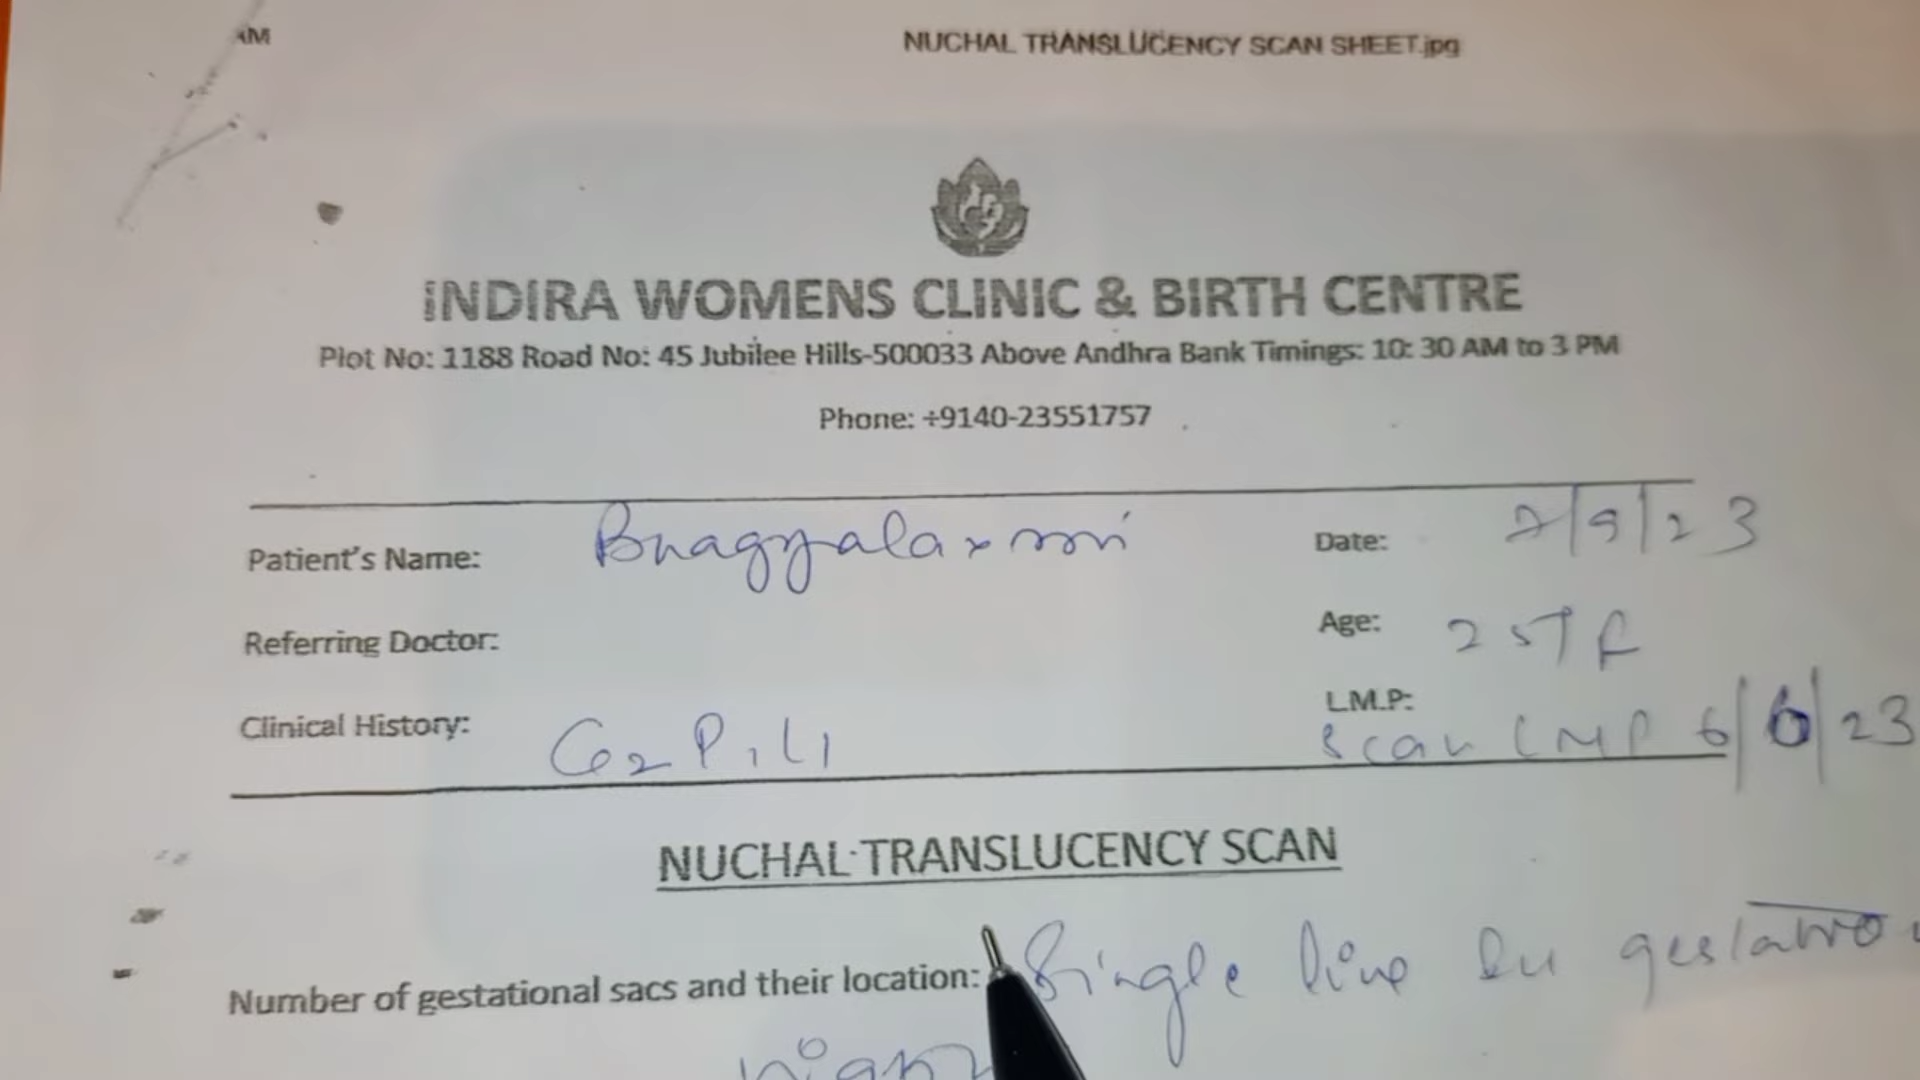 AM
NUCHAL TRANSLUCENCY SCAN SHEET.jpg
INDIRA WOMENS CLINIC & BIRTH CENTRE
Plot No: 1188 Road No: 45 Jubilee Hills-500033 Above Andhra Bank Timings: 10: 30 AM to 3 PM
Phone: +9140-23551757
Patient's Name: Bhagyalaxmi Date: 7/9/23
Referring Doctor: Age: 25 F
Clinical History: G2P1L1 L.M.P:
Scan LMP 6/6/23
NUCHAL TRANSLUCENCY SCAN
Number of gestational sacs and their location: Single live gestation